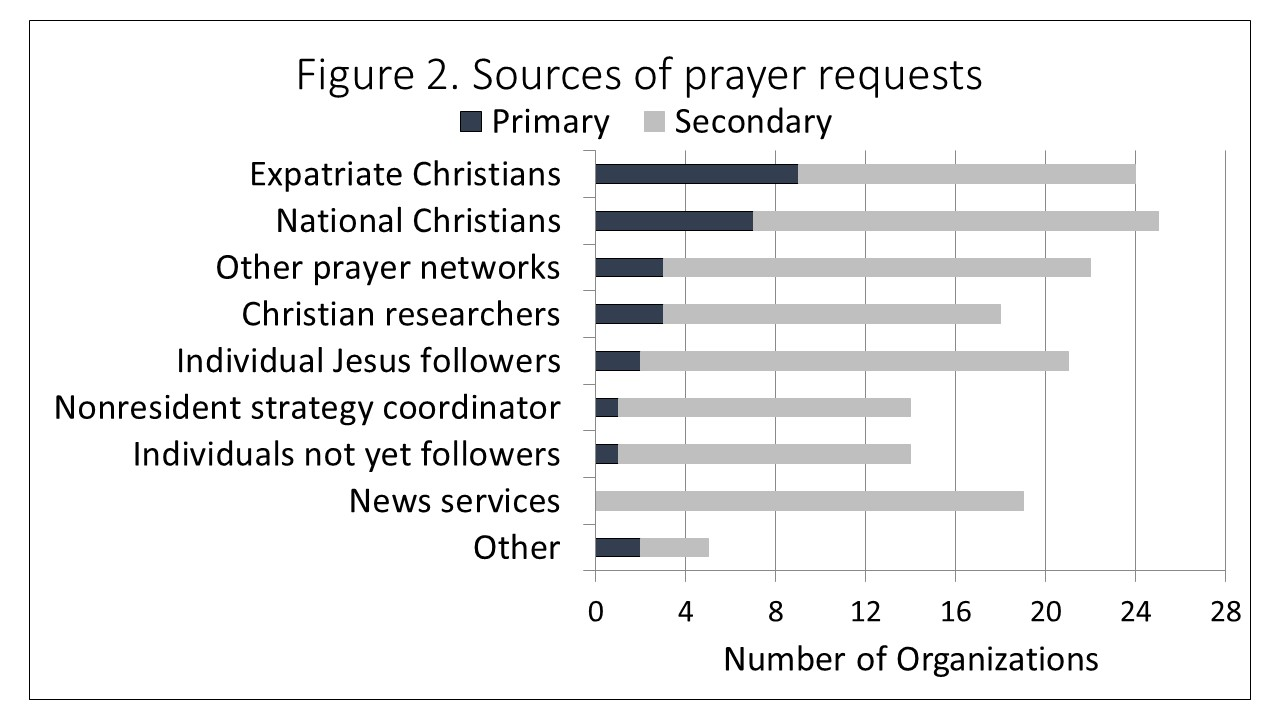 Figure 2. Sources of prayer requests
Primary Secondary
Expatriate Christians
National Christians
Other prayer networks
Christian researchers
Individual Jesus followers
Nonresident strategy coordinator
Individuals not yet followers
News services
Other
0 4 8 12 16 20 24 28
Number of Organizations